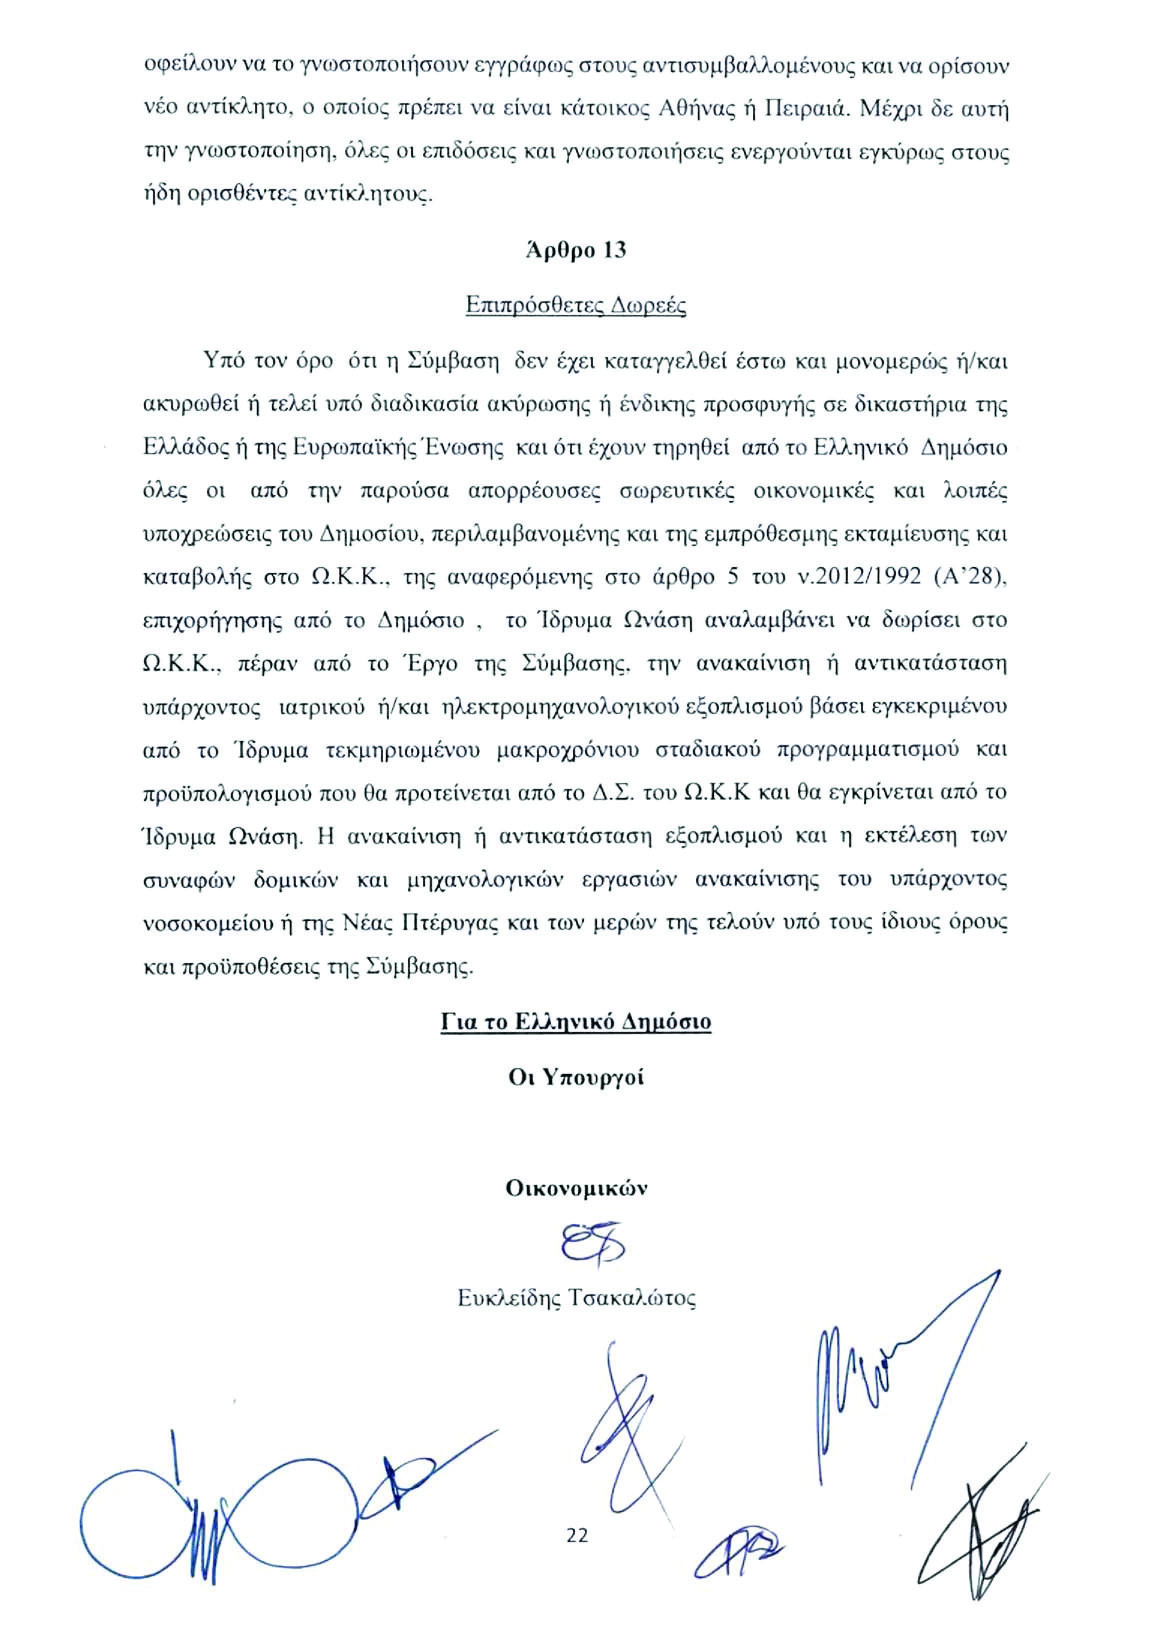 οφείλουν να το γνωστοποιήσουν εγγράφως στους αντισυμβαλλομένους και να ορίσουν
νέο αντίκλητο, ο οποίος πρέπει να είναι κάτοικος Αθήνας ή Πειραιά. Μέχρι δε αυτή
την γνωστοποίηση, όλες οι επιδόσεις και γνωστοποιήσεις ενεργούνται εγκύρως στους
ήδη ορισθέντες αντίκλητους.
Άρθρο 13
Επιπρόσθετες Δωρεές
Υπό τον όρο ότι η Σύμβαση δεν έχει καταγγελθεί έστω και μονομερώς ή/και
ακυρωθεί ή τελεί υπό διαδικασία ακύρωσης ή ένδικης προσφυγής σε δικαστήρια της
Ελλάδος ή της Ευρωπαϊκής Ένωσης και ότι έχουν τηρηθεί από το Ελληνικό Δημόσιο
όλες οι από την παρούσα απορρέουσες σωρευτικές οικονομικές και λοιπές
υποχρεώσεις του Δημοσίου, περιλαμβανομένης και της εμπρόθεσμης εκταμίευσης και
καταβολής στο Ω.Κ.Κ., της αναφερόμενης στο άρθρο 5 του ν.2012/1992 (Α’28),
επιχορήγησης από το Δημόσιο , το Ίδρυμα Ωνάση αναλαμβάνει να δωρίσει στο
Ω.Κ.Κ., πέραν από το Έργο της Σύμβασης, την ανακαίνιση ή αντικατάσταση
υπάρχοντος ιατρικού ή/και ηλεκτρομηχανολογικού εξοπλισμού βάσει εγκεκριμένου
από το Ίδρυμα τεκμηριωμένου μακροχρόνιου σταδιακού προγραμματισμού και
προϋπολογισμού που θα προτείνεται από το Δ.Σ. του Ω.Κ.Κ και θα εγκρίνεται από το
Ίδρυμα Ωνάση. Η ανακαίνιση ή αντικατάσταση εξοπλισμού και η εκτέλεση των
συναφών δομικών και μηχανολογικών εργασιών ανακαίνισης του υπάρχοντος
νοσοκομείου ή της Νέας Πτέρυγας και των μερών της τελούν υπό τους ίδιους όρους
και προϋποθέσεις της Σύμβασης.
Για το Ελληνικό Δημόσιο
Οι Υπουργοί
Οικονομικών
Ευκλείδης Τσακαλώτος
22